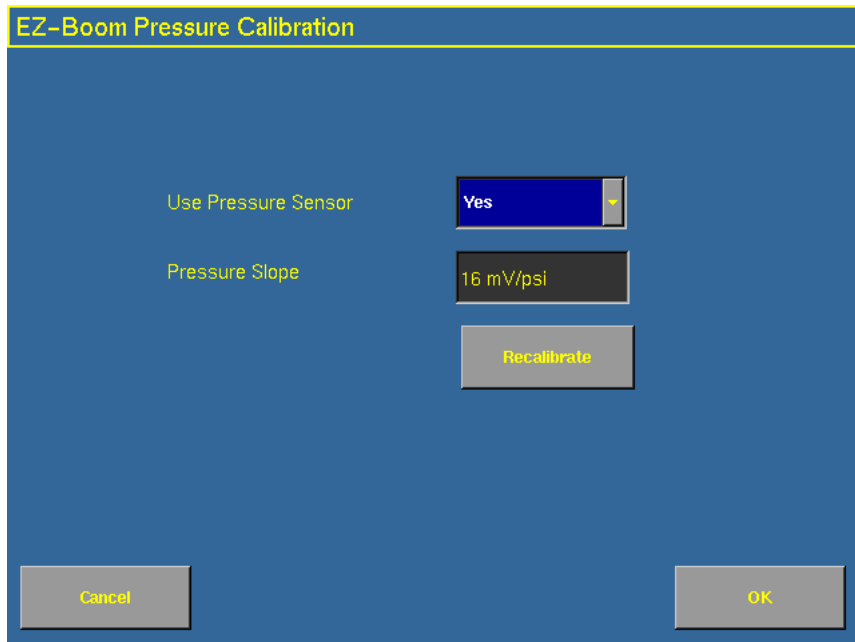 EZ-Boom Pressure Calibration
Use Pressure Sensor Yes
Pressure Slope 16 mV/psi
Recalibrate
Cancel OK